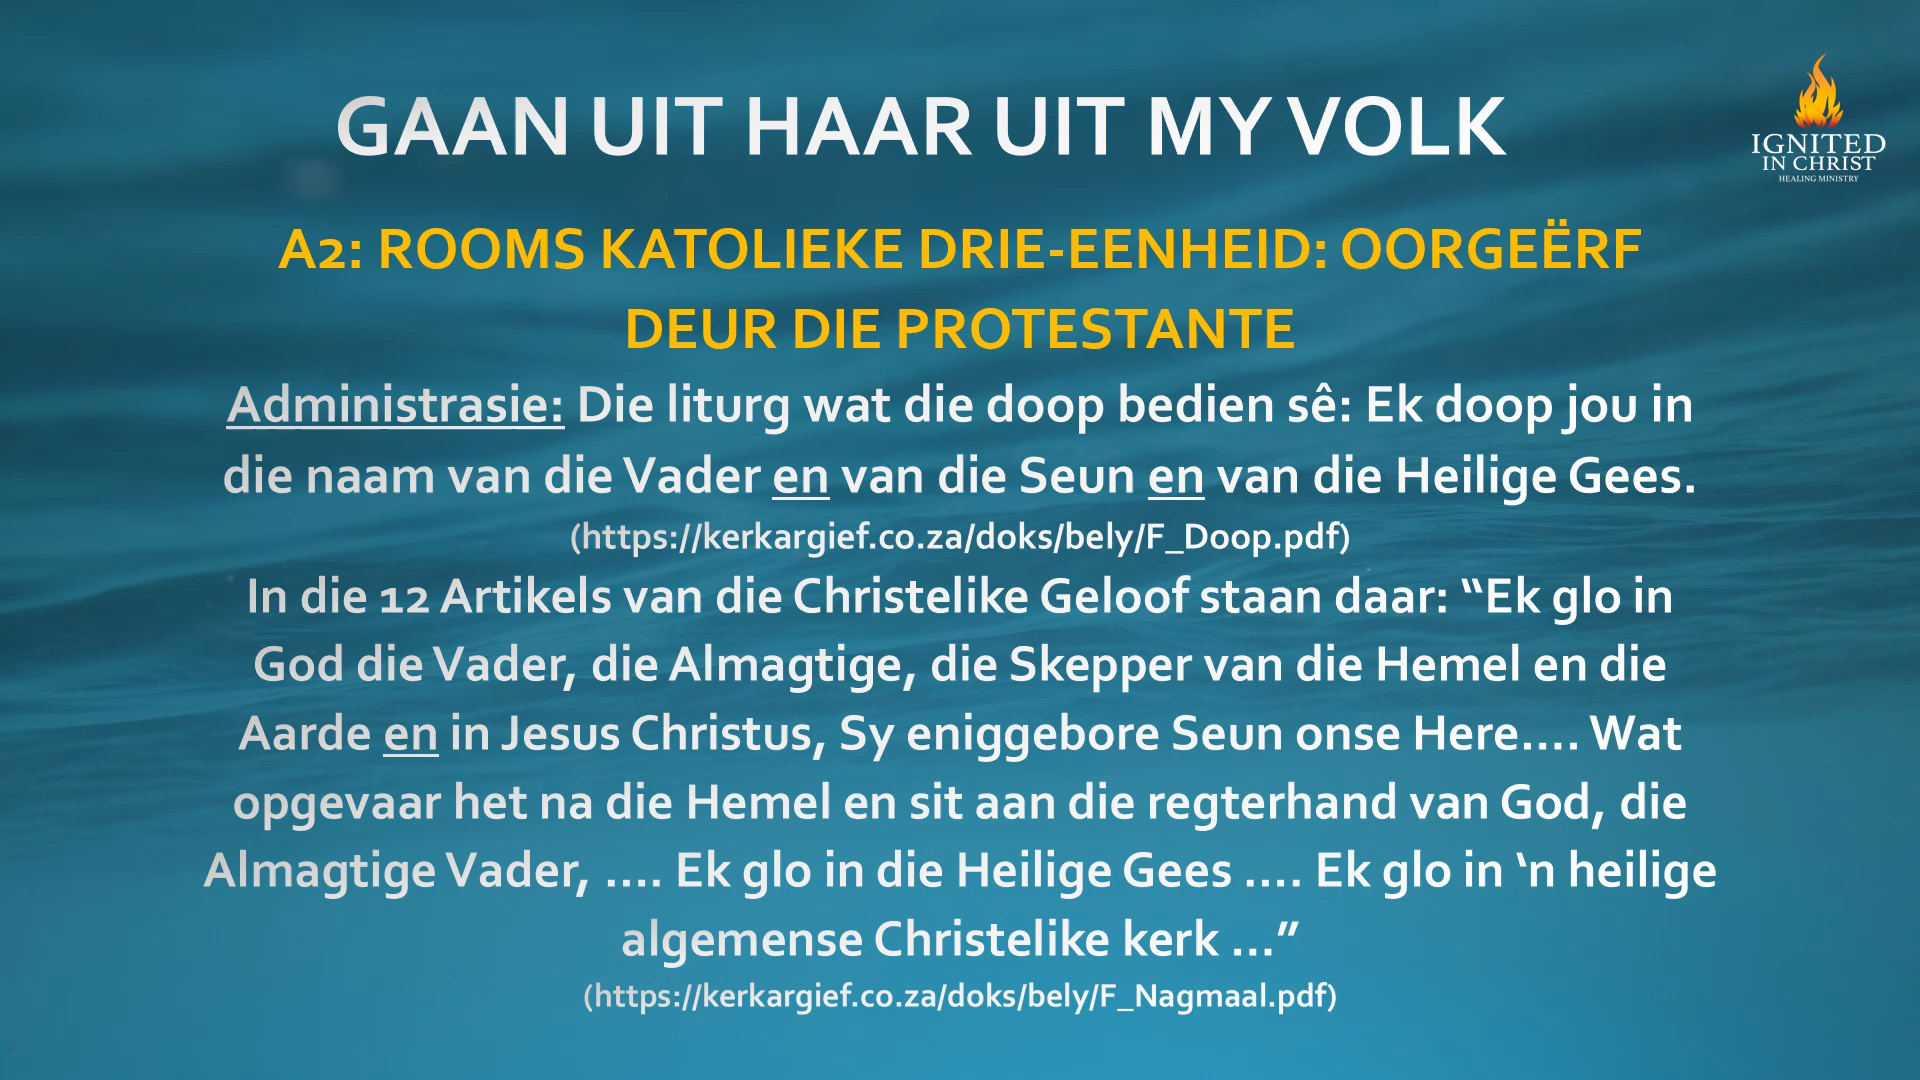 GAAN UIT HAAR UIT MY VOLK
IGNITED
IN CHRIST
HEALING MINISTRY
A2: ROOMS KATOLIEKE DRIE-EENHEID: OORGEËRF
DEUR DIE PROTESTANTE
Administrasie: Die liturg wat die doop bedien sê: Ek doop jou in
die naam van die Vader en van die Seun en van die Heilige Gees.
(https://kerkargief.co.za/doks/bely/F_Doop.pdf)
In die 12 Artikels van die Christelike Geloof staan daar: “Ek glo in
God die Vader, die Almagtige, die Skepper van die Hemel en die
Aarde en in Jesus Christus, Sy eniggebore Seun onse Here…. Wat
opgevaar het na die Hemel en sit aan die regterhand van God, die
Almagtige Vader, …. Ek glo in die Heilige Gees …. Ek glo in ‘n heilige
algemense Christelike kerk …”
(https://kerkargief.co.za/doks/bely/F_Nagmaal.pdf)